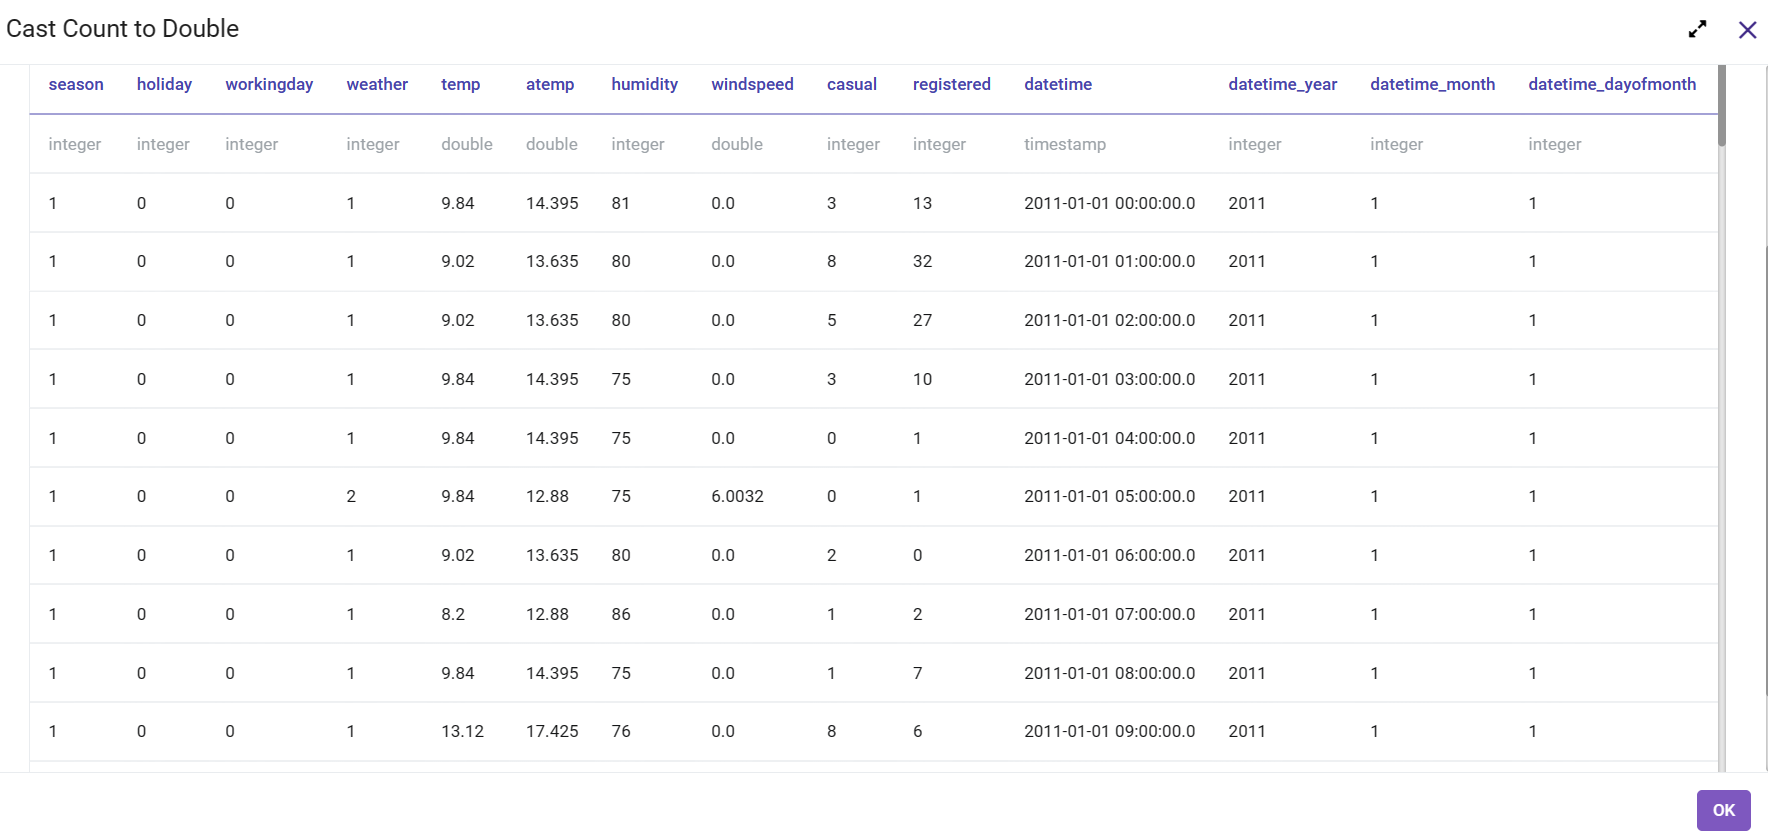 Cast Count to Double
season holiday workingday weather temp atemp humidity windspeed casual registered datetime datetime_year datetime_month datetime_dayofmonth
integer integer integer integer double double integer double integer integer timestamp integer integer integer
1 0 0 1 9.84 14.395 81 0.0 3 13 2011-01-01 00:00:00.0 2011 1 1
1 0 0 1 9.02 13.635 80 0.0 8 32 2011-01-01 01:00:00.0 2011 1 1
1 0 0 1 9.02 13.635 80 0.0 5 27 2011-01-01 02:00:00.0 2011 1 1
1 0 0 1 9.84 14.395 75 0.0 3 10 2011-01-01 03:00:00.0 2011 1 1
1 0 0 1 9.84 14.395 75 0.0 0 1 2011-01-01 04:00:00.0 2011 1 1
1 0 0 2 9.84 12.88 75 6.0032 0 1 2011-01-01 05:00:00.0 2011 1 1
1 0 0 1 9.02 13.635 80 0.0 2 0 2011-01-01 06:00:00.0 2011 1 1
1 0 0 1 8.2 12.88 86 0.0 1 2 2011-01-01 07:00:00.0 2011 1 1
1 0 0 1 9.84 14.395 75 0.0 1 7 2011-01-01 08:00:00.0 2011 1 1
1 0 0 1 13.12 17.425 76 0.0 8 6 2011-01-01 09:00:00.0 2011 1 1
OK